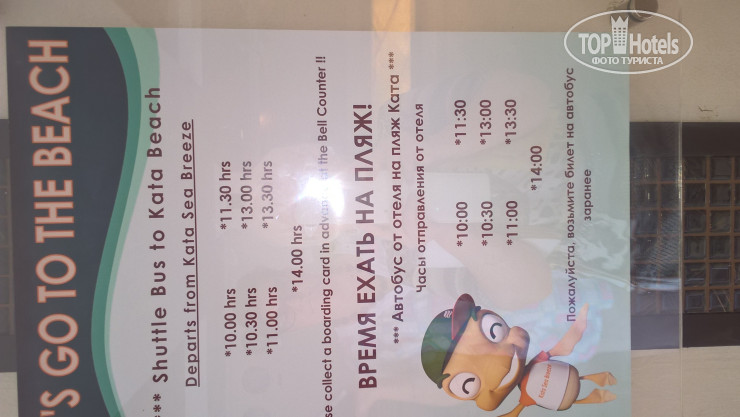 'S GO TO THE BEACH
*** Shuttle Bus to Kata Beach
Departs from Kata Sea Breeze
*10.00 hrs *11.30 hrs
*10.30 hrs *13.00 hrs
*11.00 hrs *13.30 hrs
*14.00 hrs
se collect a boarding card in advance at the Bell Counter !!
ВРЕМЯ ЕХАТЬ НА ПЛЯЖ!
*** Автобус от отеля на пляж Ката ***
Часы отправления от отеля
*10:00 *11:30
*10:30 *13:00
*11:00 *13:30
*14:00
Пожалуйста, возьмите билет на автобус
заранее
TOP Hotels
ФОТО ТУРИСТА